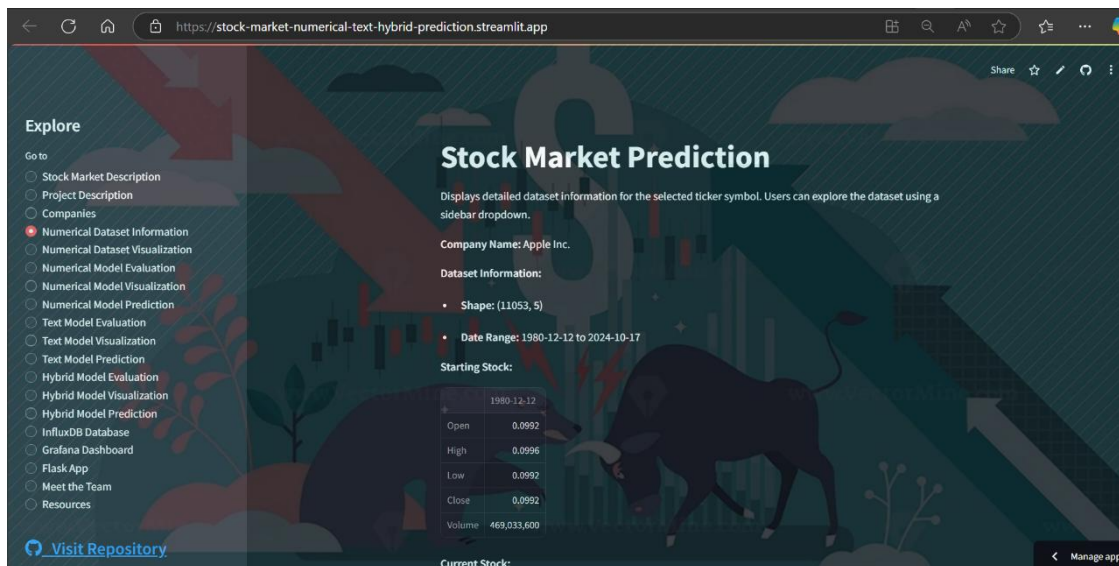 https://stock-market-numerical-text-hybrid-prediction.streamlit.app
Share
Explore
Go to
Stock Market Description
Project Description
Companies
Numerical Dataset Information
Numerical Dataset Visualization
Numerical Model Evaluation
Numerical Model Visualization
Numerical Model Prediction
Text Model Evaluation
Text Model Visualization
Text Model Prediction
Hybrid Model Evaluation
Hybrid Model Visualization
Hybrid Model Prediction
InfluxDB Database
Grafana Dashboard
Flask App
Meet the Team
Resources
Visit Repository
Stock Market Prediction
Displays detailed dataset information for the selected ticker symbol. Users can explore the dataset using a
sidebar dropdown.
Company Name: Apple Inc.
Dataset Information:
• Shape: (11053, 5)
• Date Range: 1980-12-12 to 2024-10-17
Starting Stock:
1980-12-12
Open 0.0992
High 0.0996
Low 0.0992
Close 0.0992
Volume 469,033,600
Current Stock:
Manage app